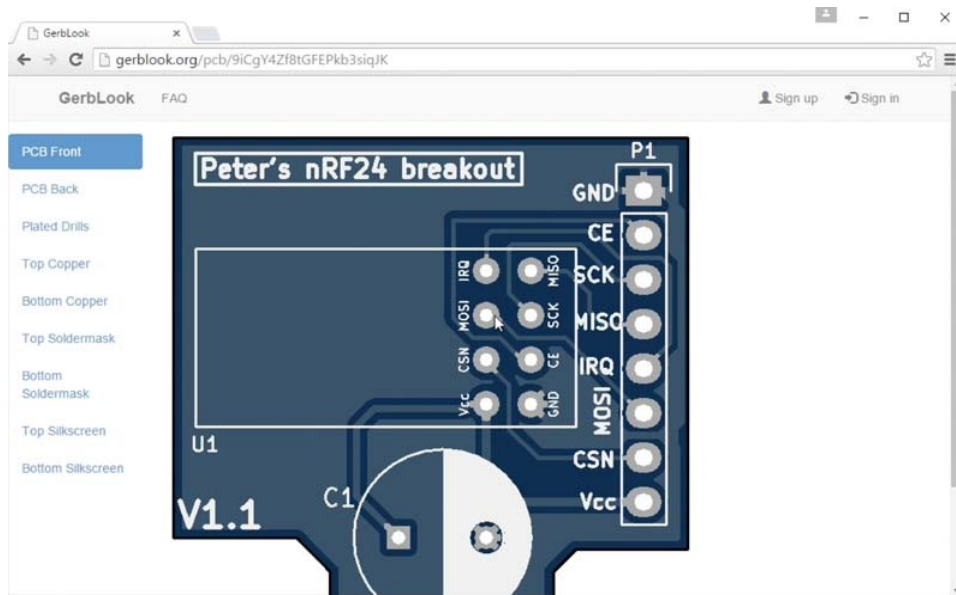 GerbLook
gerblook.org/pcb/9iCgY4Zf8tGFEPkb3siqJK
GerbLook FAQ Sign up Sign in
PCB Front
PCB Back
Plated Drills
Top Copper
Bottom Copper
Top Soldermask
Bottom
Soldermask
Top Silkscreen
Bottom Silkscreen
Peter's nRF24 breakout
P1
GND
CE
SCK
MISO
IRQ
MOSI
CSN
Vcc
IRQ MISO
MOSI SCK
CSN CE
Vcc GND
U1
C1
V1.1